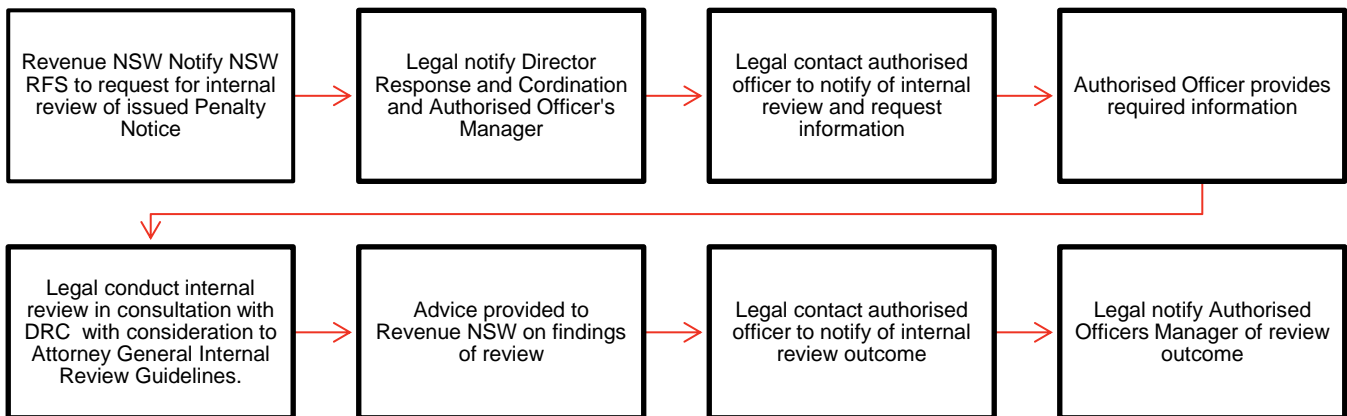 Revenue NSW Notify NSW
RFS to request for internal
review of issued Penalty
Notice
Legal notify Director
Response and Cordination
and Authorised Officer's
Manager
Legal contact authorised
officer to notify of internal
review and request
information
Authorised Officer provides
required information
Legal conduct internal
review in consultation with
DRC with consideration to
Attorney General Internal
Review Guidelines.
Advice provided to
Revenue NSW on findings
of review
Legal contact authorised
officer to notify of internal
review outcome
Legal notify Authorised
Officers Manager of review
outcome